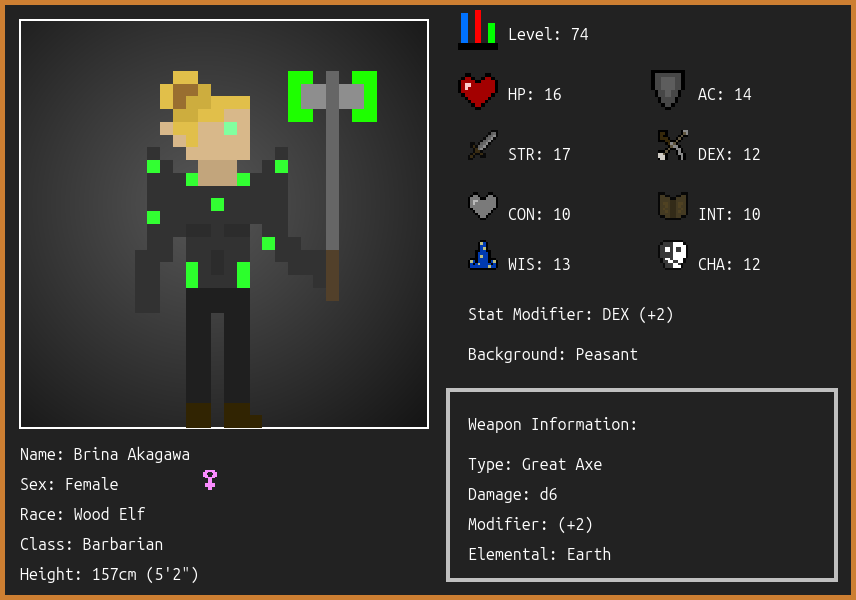 Level: 74
HP: 16
AC: 14
STR: 17
DEX: 12
CON: 10
INT: 10
WIS: 13
CHA: 12
Stat Modifier: DEX (+2)
Background: Peasant
Weapon Information:
Type: Great Axe
Damage: d6
Modifier: (+2)
Elemental: Earth
Name: Brina Akagawa
Sex: Female
Race: Wood Elf
Class: Barbarian
Height: 157cm (5'2")